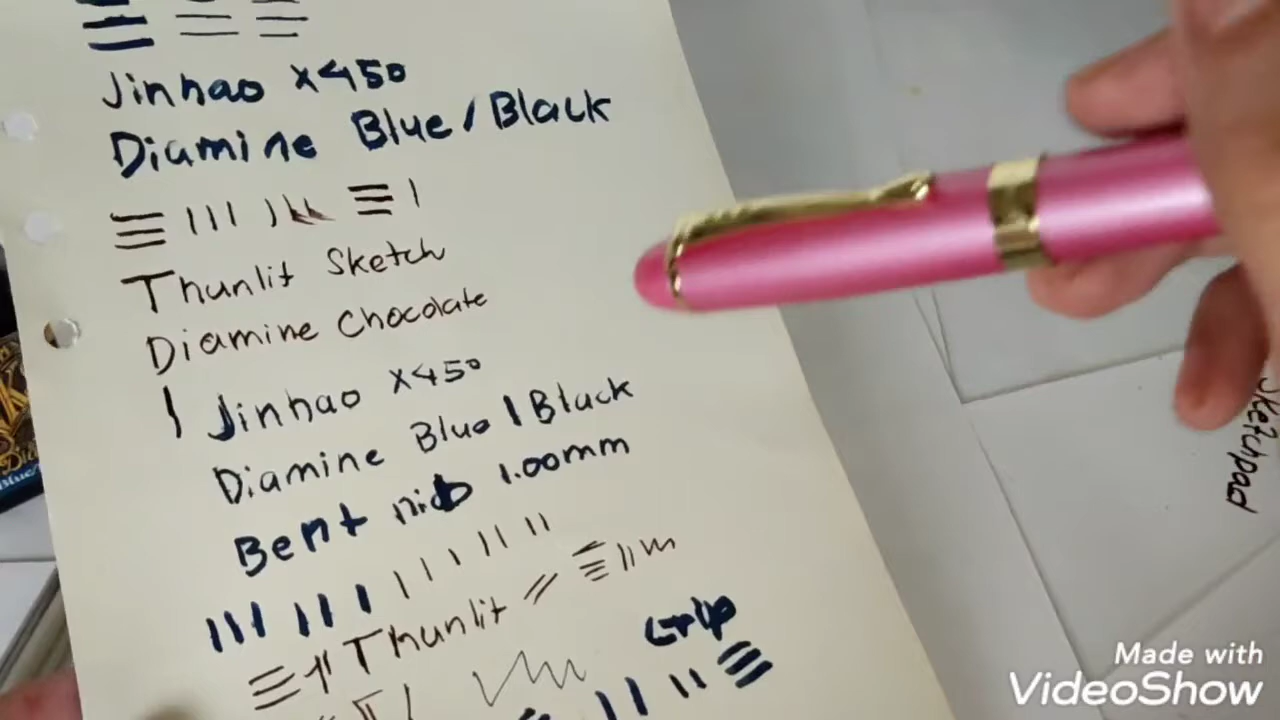 Jinhao X450
Diamine Blue/Black
Thunlit Sketch
Diamine Chocolate
Jinhao X450
Diamine Blue/Black
Bent nib 1.00mm
Thunlit
Sketchpad
Made with
VideoShow